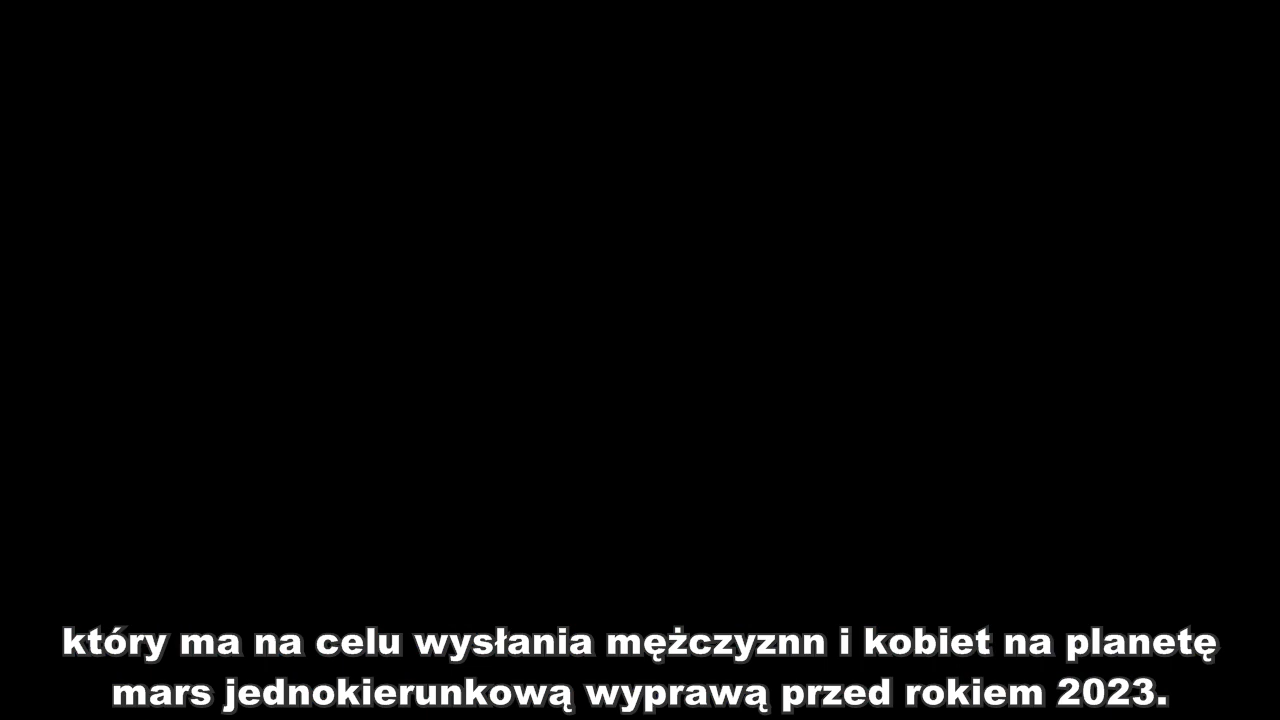 który ma na celu wysłania mężczyznn i kobiet na planetę
mars jednokierunkową wyprawą przed rokiem 2023.